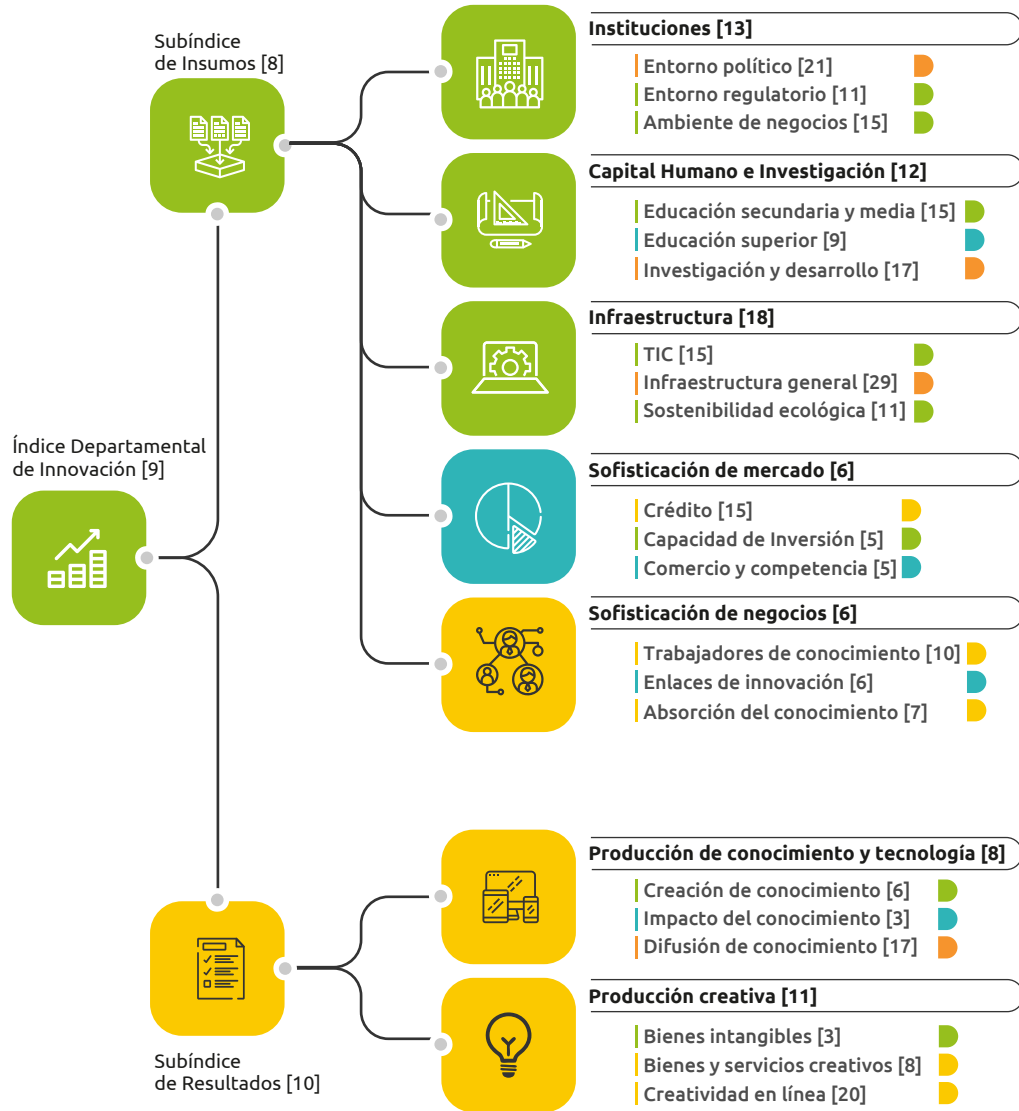 Índice Departamental
de Innovación [9]
Subíndice
de Insumos [8]
Instituciones [13]
Entorno político [21]
Entorno regulatorio [11]
Ambiente de negocios [15]
Capital Humano e Investigación [12]
Educación secundaria y media [15]
Educación superior [9]
Investigación y desarrollo [17]
Infraestructura [18]
TIC [15]
Infraestructura general [29]
Sostenibilidad ecológica [11]
Sofisticación de mercado [6]
Crédito [15]
Capacidad de Inversión [5]
Comercio y competencia [5]
Sofisticación de negocios [6]
Trabajadores de conocimiento [10]
Enlaces de innovación [6]
Absorción del conocimiento [7]
Subíndice
de Resultados [10]
Producción de conocimiento y tecnología [8]
Creación de conocimiento [6]
Impacto del conocimiento [3]
Difusión de conocimiento [17]
Producción creativa [11]
Bienes intangibles [3]
Bienes y servicios creativos [8]
Creatividad en línea [20]